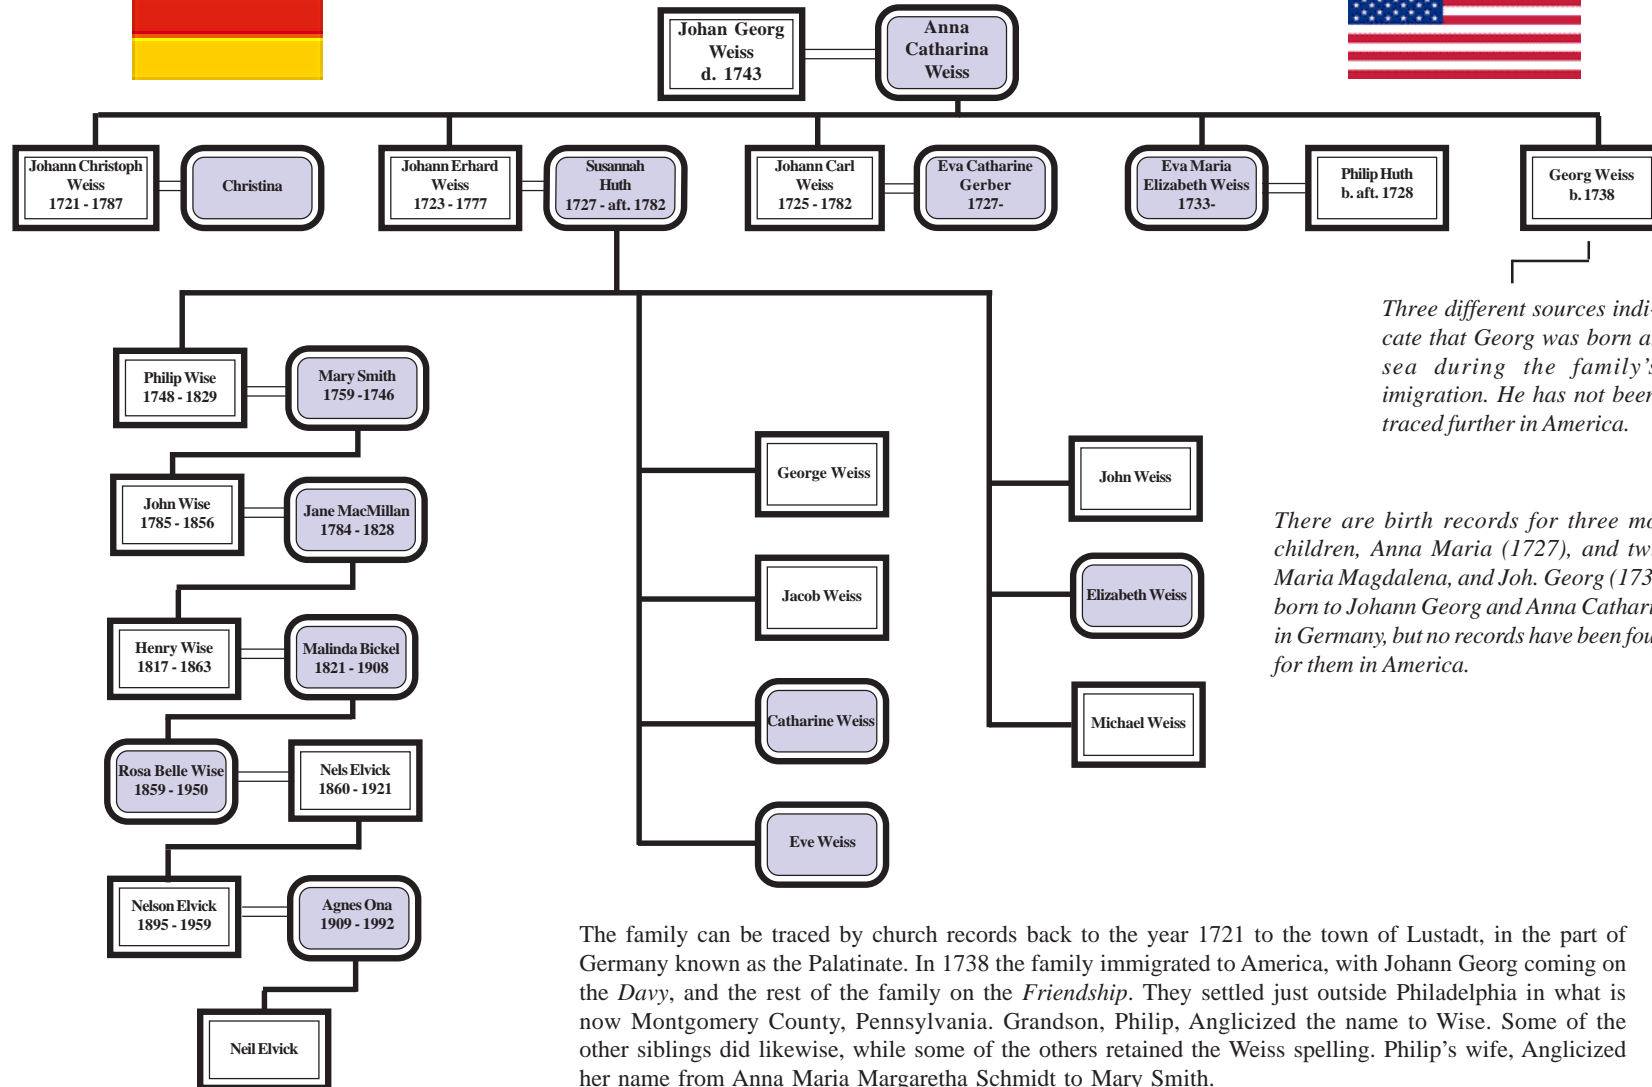 Johan Georg
Weiss
d. 1743
Anna
Catharina
Weiss
Johann Christoph
Weiss
1721 - 1787
Christina
Johann Erhard
Weiss
1723 - 1777
Susannah
Huth
1727 - aft. 1782
Johann Carl
Weiss
1725 - 1782
Eva Catharine
Gerber
1727-
Eva Maria
Elizabeth Weiss
1733-
Philip Huth
b. aft. 1728
Georg Weiss
b. 1738
Three different sources indi-
cate that Georg was born
sea during the family's
imigration. He has not been
traced further in America.
Philip Wise
1748 - 1829
Mary Smith
1759 -1746
John Wise
1785 - 1856
Jane MacMillan
1784 - 1828
Henry Wise
1817 - 1863
Malinda Bickel
1821 - 1908
Rosa Belle Wise
1859 - 1950
Nels Elvick
1860 - 1921
Nelson Elvick
1895 - 1959
Agnes Ona
1909 - 1992
Neil Elvick
George Weiss
Jacob Weiss
Catharine Weiss
Eve Weiss
John Weiss
Elizabeth Weiss
Michael Weiss
There are birth records for three
children, Anna Maria (1727), and
Maria Magdalena, and Joh. Georg
born to Johann Georg and Anna
in Germany, but no records have been
for them in America.
The family can be traced by church records back to the year 1721 to the town of Lustadt, in the part of
Germany known as the Palatinate. In 1738 the family immigrated to America, with Johann Georg coming on
the Davy, and the rest of the family on the Friendship. They settled just outside Philadelphia in what is
now Montgomery County, Pennsylvania. Grandson, Philip, Anglicized the name to Wise. Some of the
other siblings did likewise, while some of the others retained the Weiss spelling. Philip's wife, Anglicized
her name from Anna Maria Margaretha Schmidt to Mary Smith.